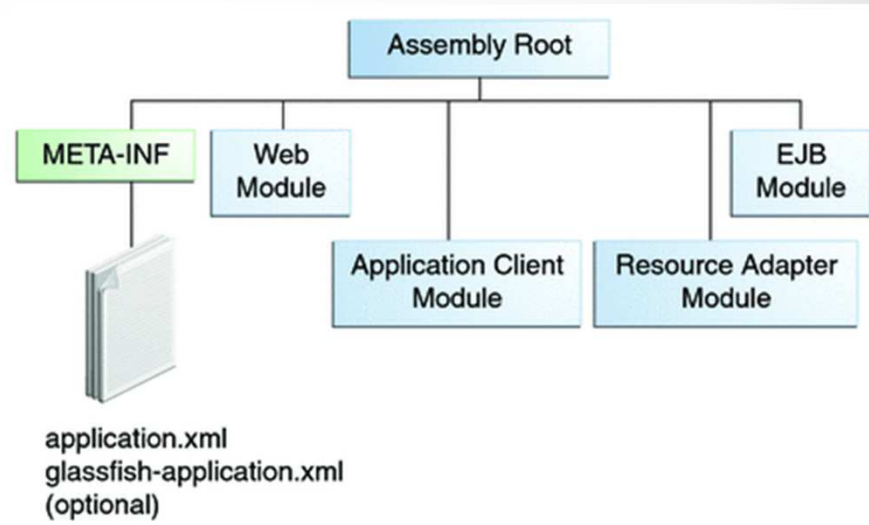 Assembly Root
META-INF
Web
Module
EJB
Module
Application Client
Module
Resource Adapter
Module
application.xml
glassfish-application.xml
(optional)